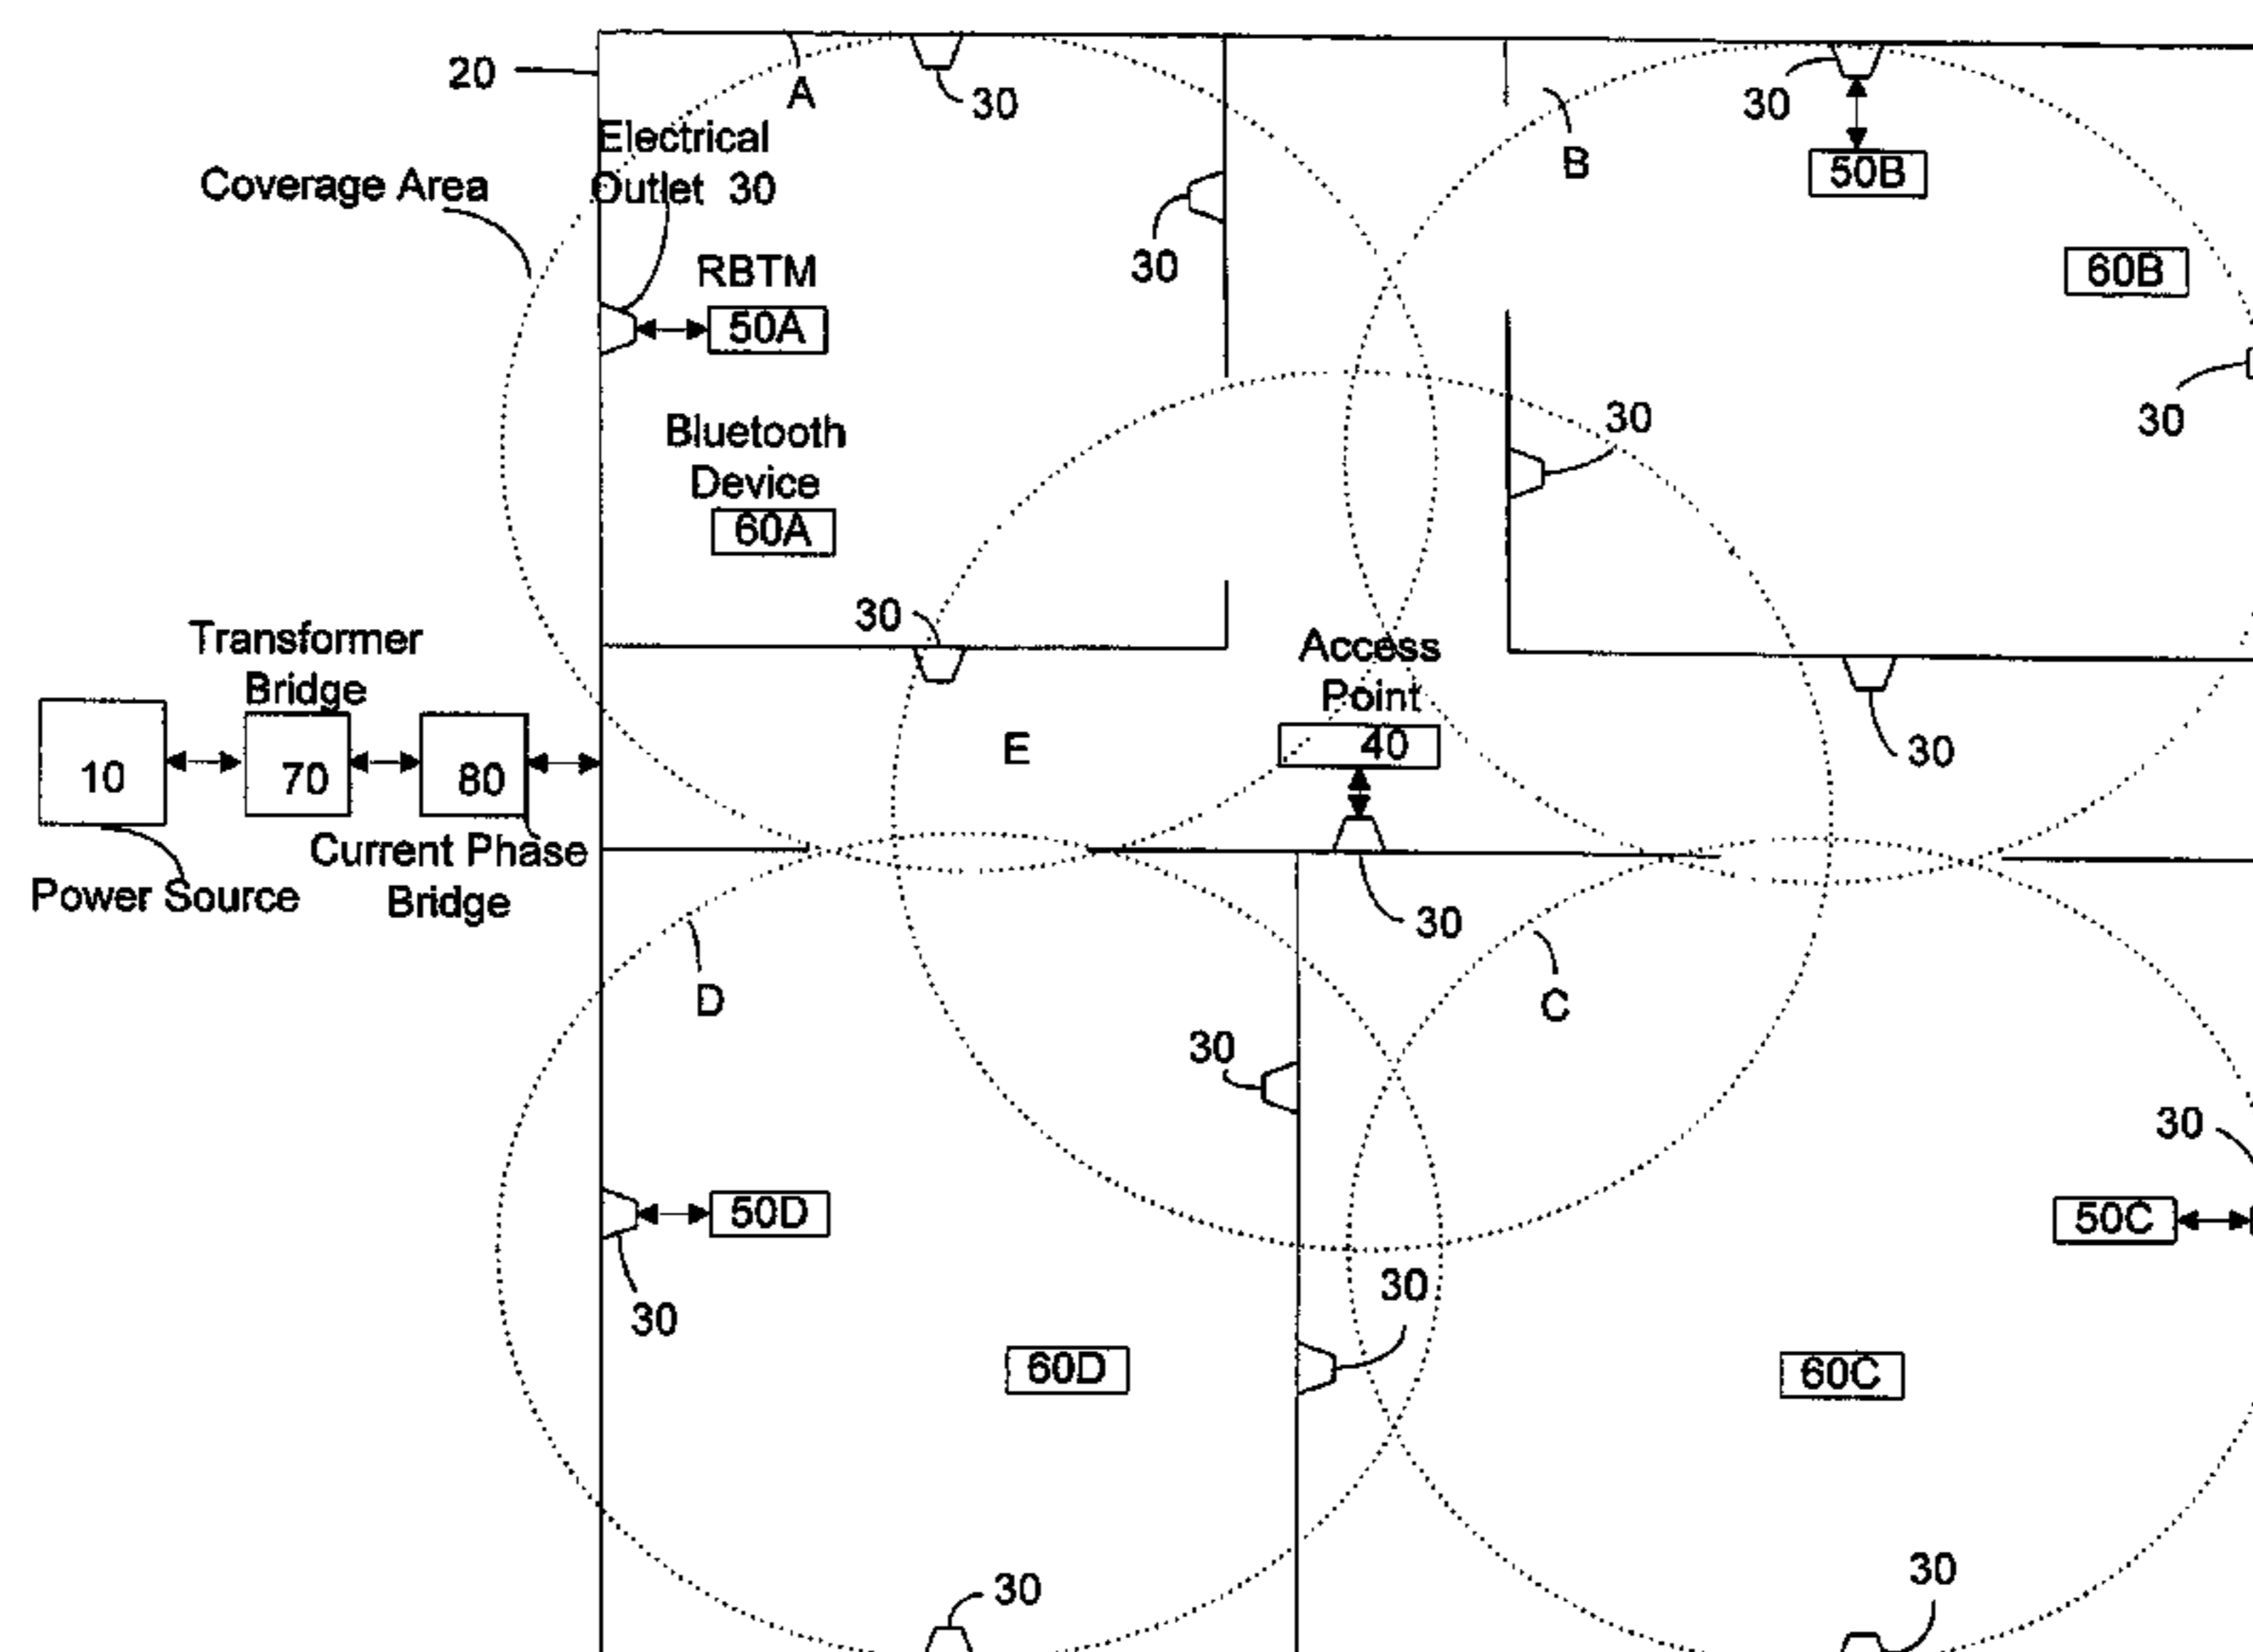 20
A
30
30
B
Electrical
Outlet 30
Coverage Area
50B
30
RBTM
50A
60B
30
30
Bluetooth
Device
60A
30
Transformer
Bridge
Access
Point
40
E
30
10
70
80
Current Phase
Bridge
Power Source
30
D
C
30
30
50D
50C
30
30
60D
60C
30
30